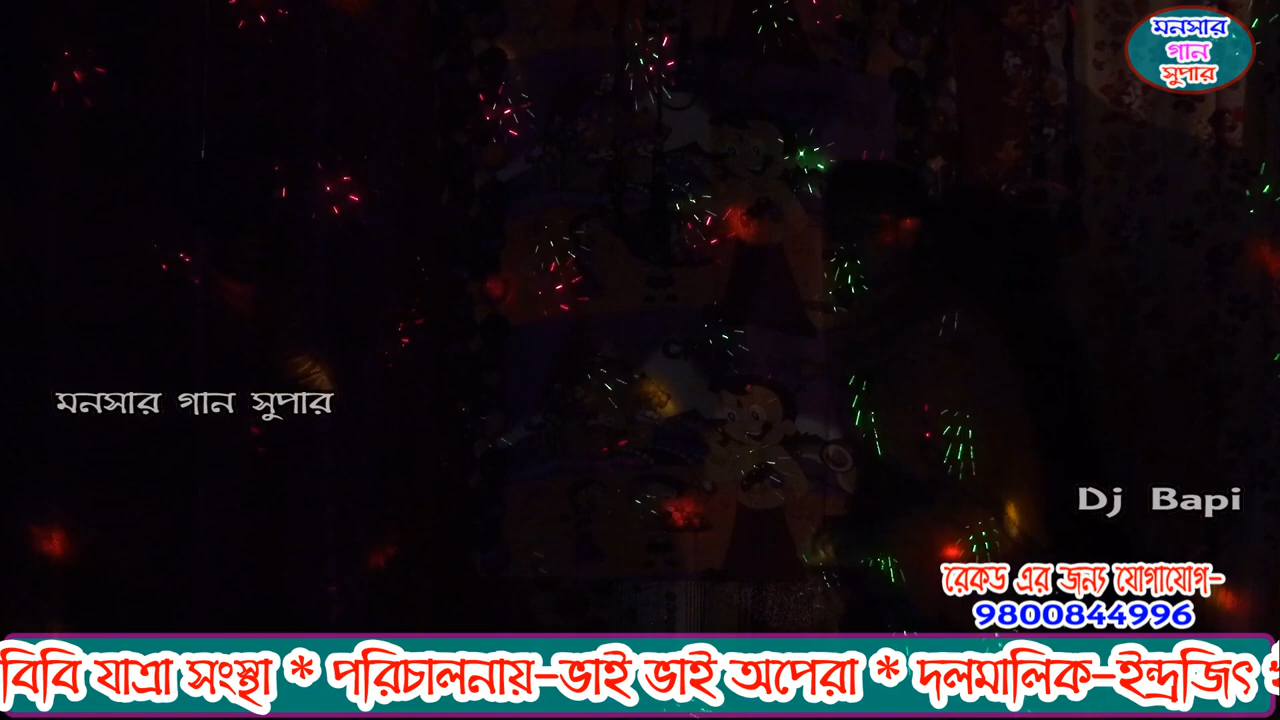 মনসার
গান
সুপার
মনসার গান সুপার
Dj Bapi
রেকড এর জন্য যোগাযোগ-
9800844996
বিবি যাত্রা সংস্থা * পরিচালনায়-ভাই ভাই অপেরা * দলমালিক-ইন্দ্রজিৎ